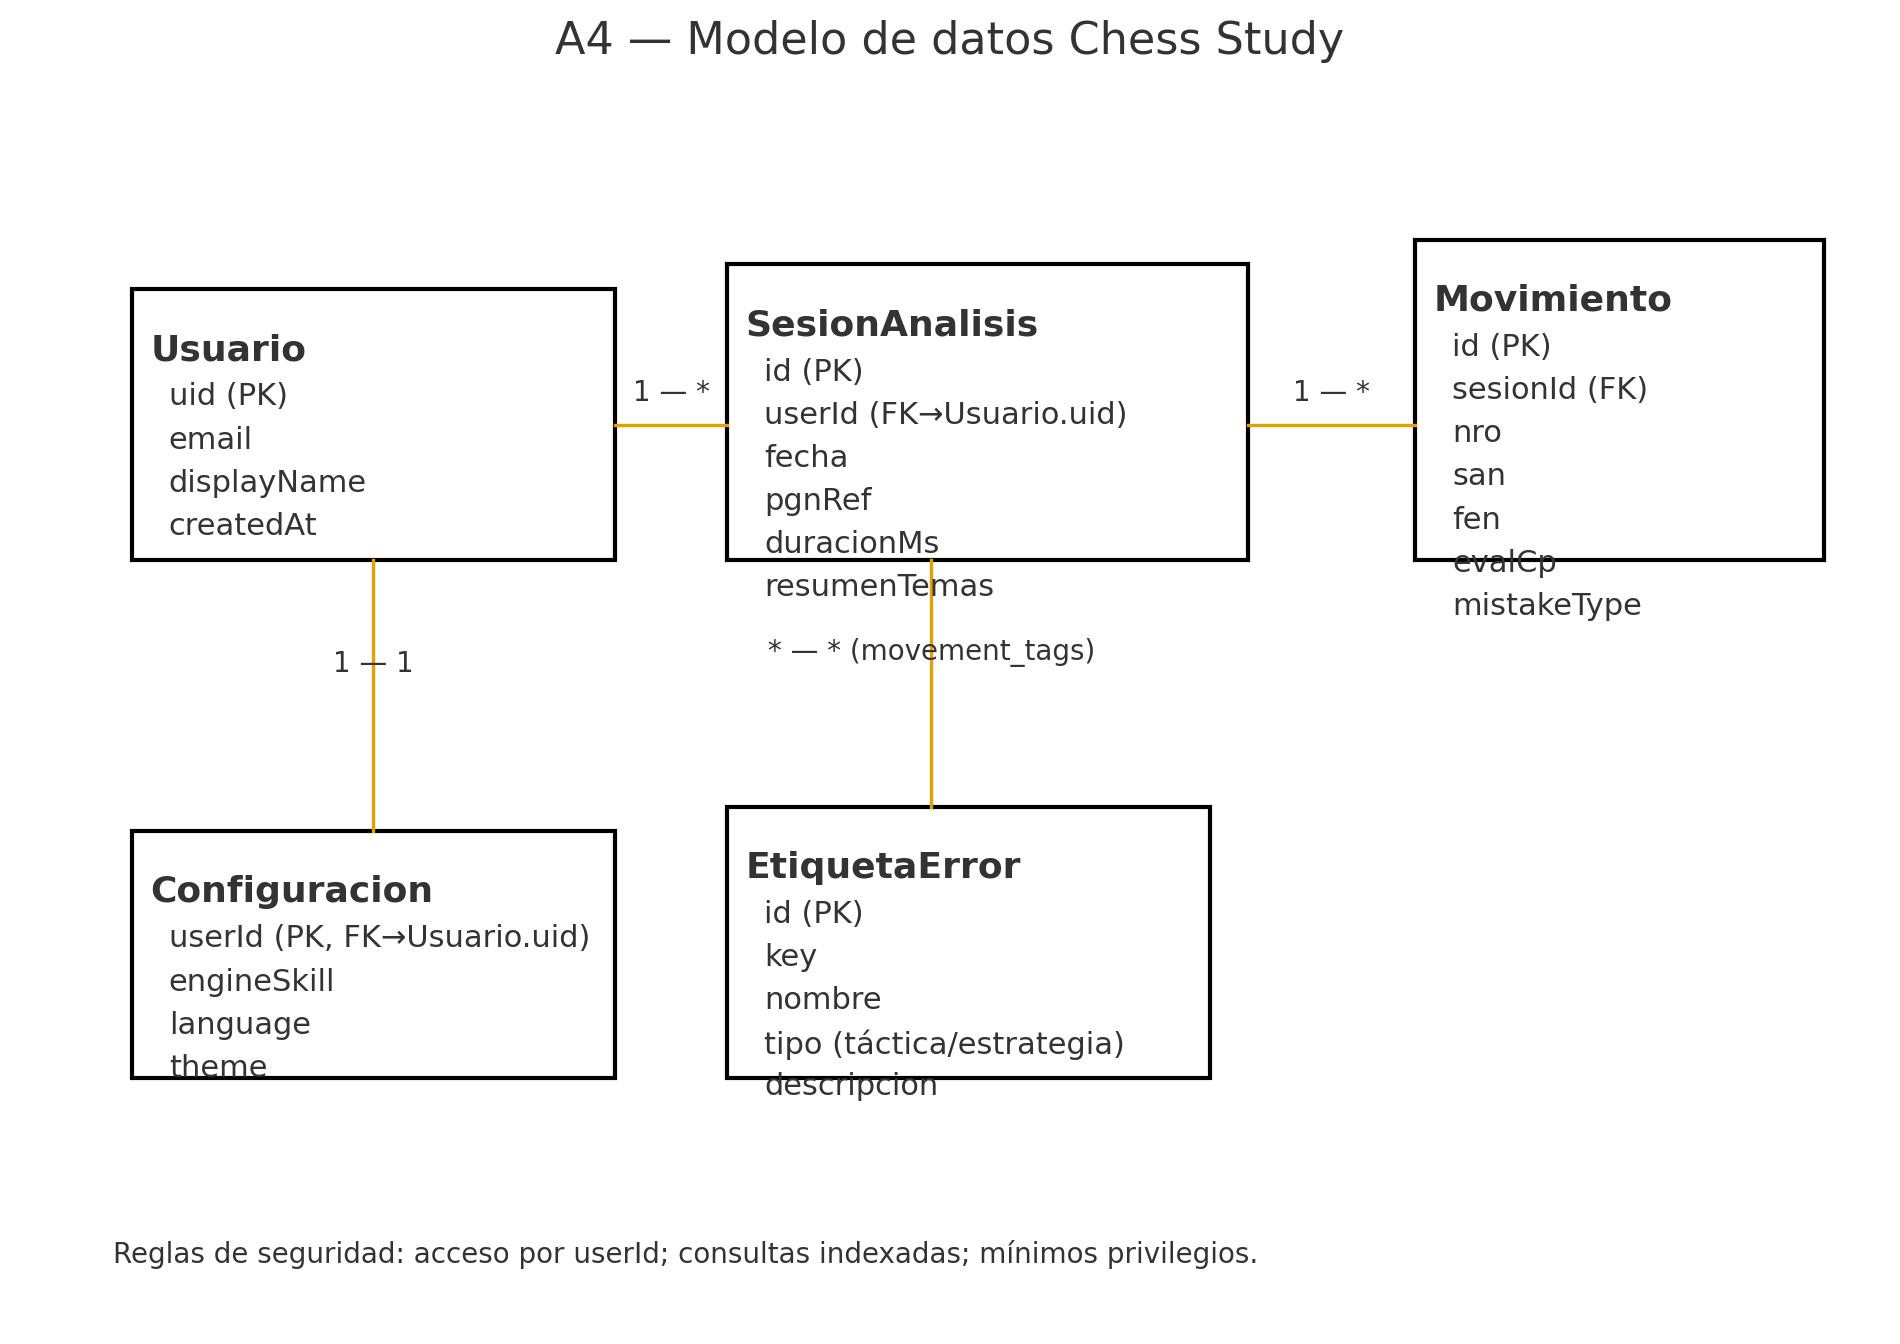 A4 — Modelo de datos Chess Study
Usuario
uid (PK)
email
displayName
createdAt
1 — *
SesionAnalisis
id (PK)
userId (FK→Usuario.uid)
fecha
pgnRef
duracionMs
resumenTemas
1 — *
Movimiento
id (PK)
sesionId (FK)
nro
san
fen
evalCp
mistakeType
1 — 1
* — * (movement_tags)
Configuracion
userId (PK, FK→Usuario.uid)
engineSkill
language
theme
EtiquetaError
id (PK)
key
nombre
tipo (táctica/estrategia)
descripcion
Reglas de seguridad: acceso por userId; consultas indexadas; mínimos privilegios.